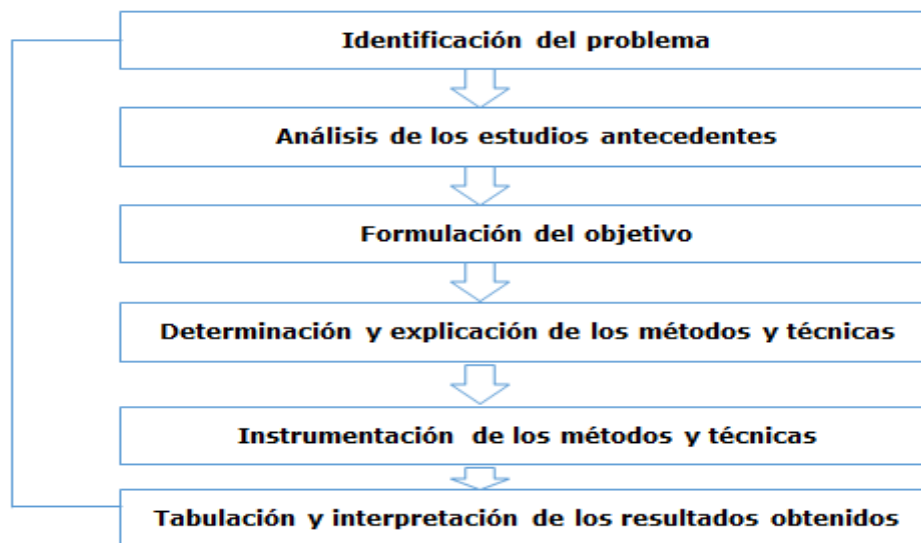 Identificación del problema
Análisis de los estudios antecedentes
Formulación del objetivo
Determinación y explicación de los métodos y técnicas
Instrumentación de los métodos y técnicas
Tabulación y interpretación de los resultados obtenidos